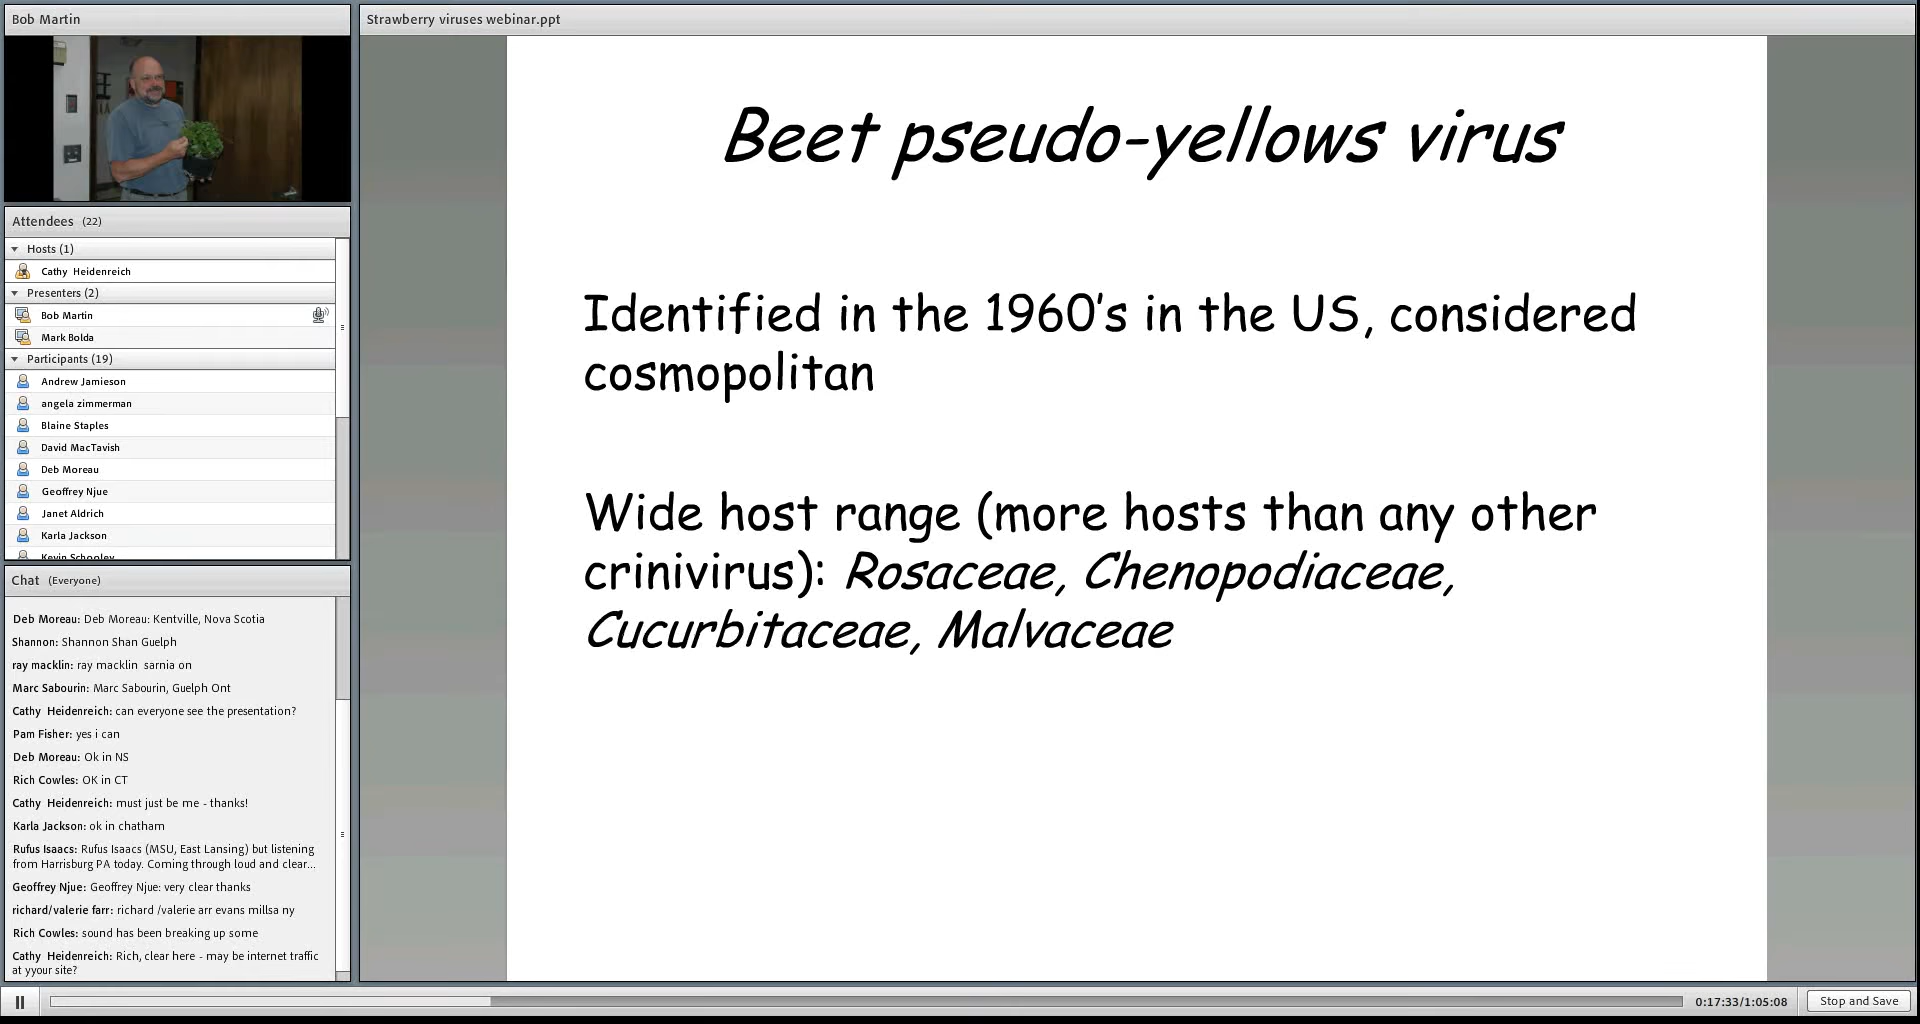 Bob Martin
Attendees (22)
Hosts (1)
Cathy Heidenreich
Presenters (2)
Bob Martin
Mark Bolda
Participants (19)
Andrew Jamieson
angela zimmerman
Blaine Staples
David MacTavish
Deb Moreau
Geoffrey Njue
Janet Aldrich
Karla Jackson
Kevin Schooley
Chat (Everyone)
Deb Moreau: Deb Moreau: Kentville, Nova Scotia
Shannon: Shannon Shan Guelph
ray macklin: ray macklin sarnia on
Marc Sabourin: Marc Sabourin, Guelph Ont
Cathy Heidenreich: can everyone see the presentation?
Pam Fisher: yes i can
Deb Moreau: Ok in NS
Rich Cowles: OK in CT
Cathy Heidenreich: must just be me - thanks!
Karla Jackson: ok in chatham
Rufus Isaacs: Rufus Isaacs (MSU, East Lansing) but listening
from Harrisburg PA today. Coming through loud and clear...
Geoffrey Njue: Geoffrey Njue: very clear thanks
richard/valerie farr: richard /valerie arr evans millsa ny
Rich Cowles: sound has been breaking up some
Cathy Heidenreich: Rich, clear here - may be internet traffic
at yyour site?
Strawberry viruses webinar.ppt
Beet pseudo-yellows virus
Identified in the 1960's in the US, considered
cosmopolitan
Wide host range (more hosts than any other
crinivirus): Rosaceae, Chenopodiaceae,
Cucurbitaceae, Malvaceae
0:17:33/1:05:08
Stop and Save